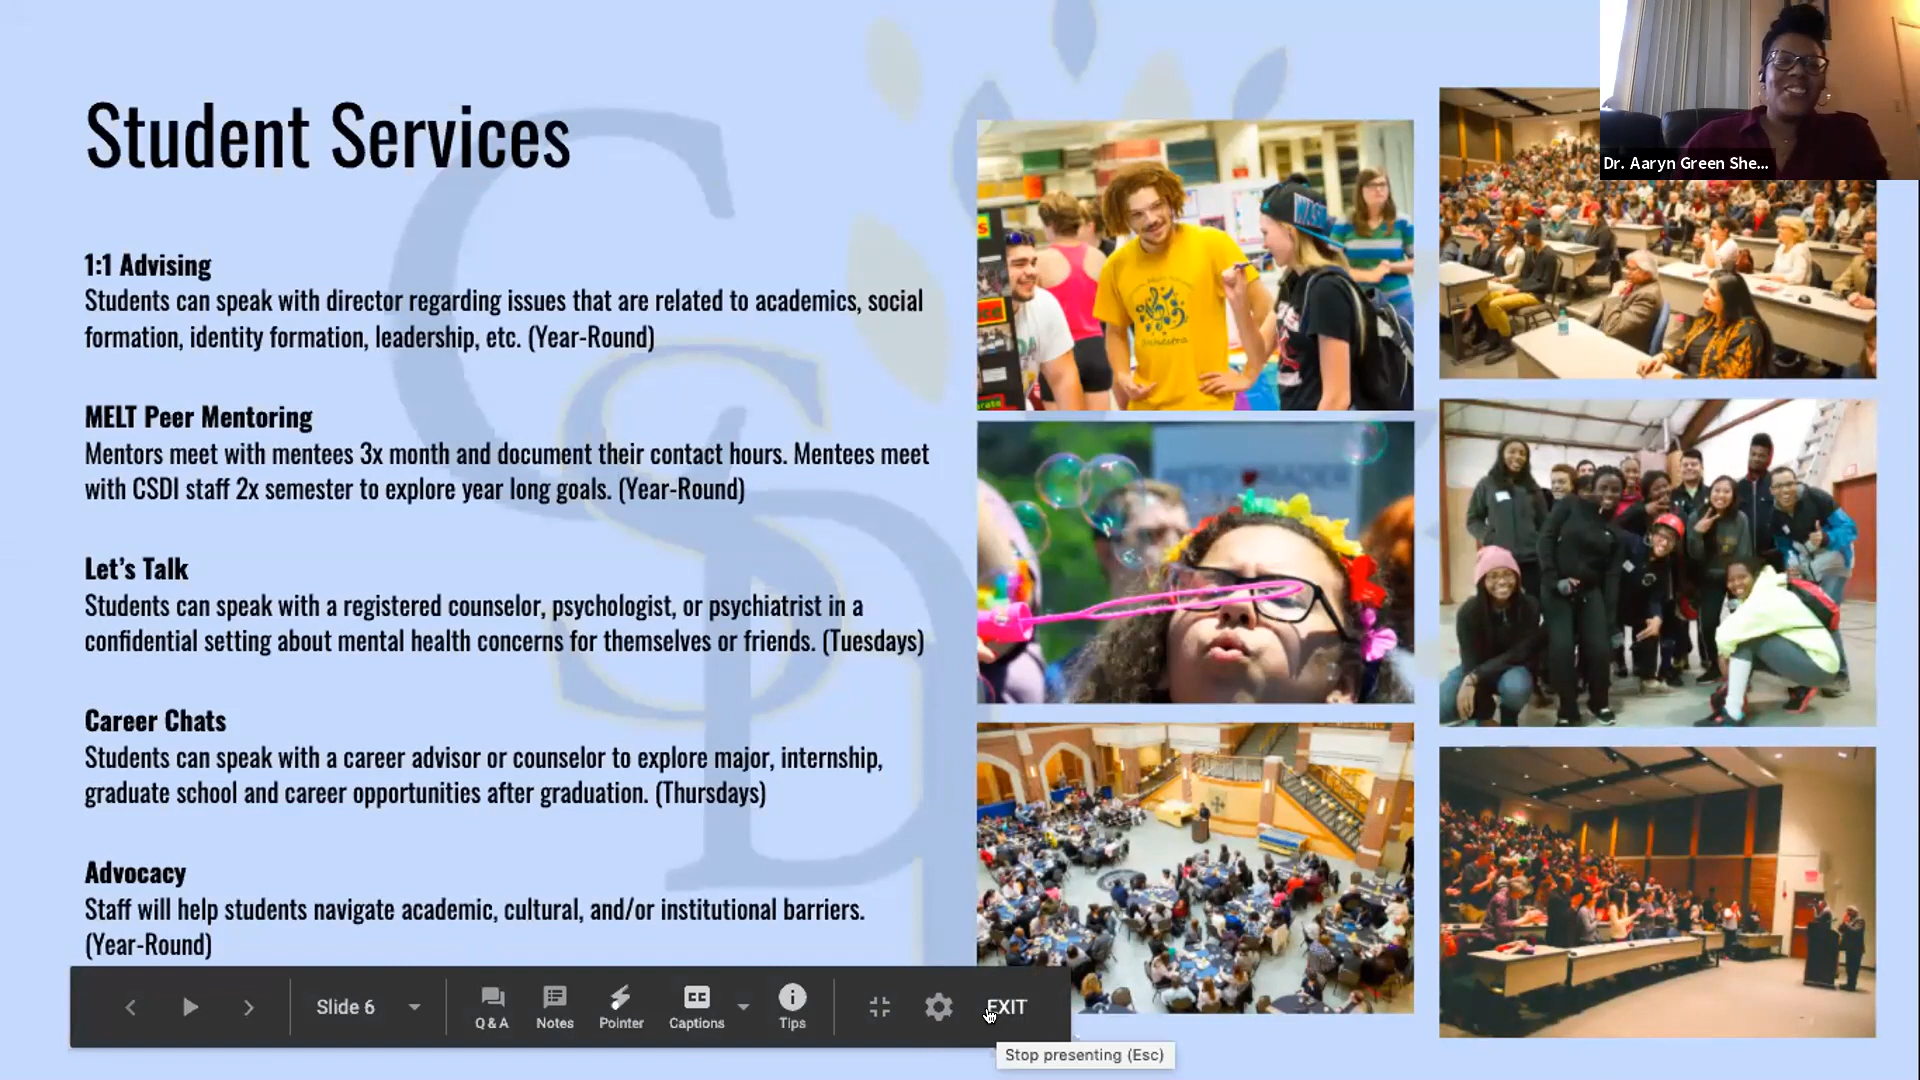 Student Services
1:1 Advising
Students can speak with director regarding issues that are related to academics, social
formation, identity formation, leadership, etc. (Year-Round)
MELT Peer Mentoring
Mentors meet with mentees 3x month and document their contact hours. Mentees meet
with CSDI staff 2x semester to explore year long goals. (Year-Round)
Let’s Talk
Students can speak with a registered counselor, psychologist, or psychiatrist in a
confidential setting about mental health concerns for themselves or friends. (Tuesdays)
Career Chats
Students can speak with a career advisor or counselor to explore major, internship,
graduate school and career opportunities after graduation. (Thursdays)
Advocacy
Staff will help students navigate academic, cultural, and/or institutional barriers.
(Year-Round)
Dr. Aaryn Green She...
Orchestra
Slide 6
Q & A
Notes
Pointer
CC
Captions
Tips
EXIT
Stop presenting (Esc)